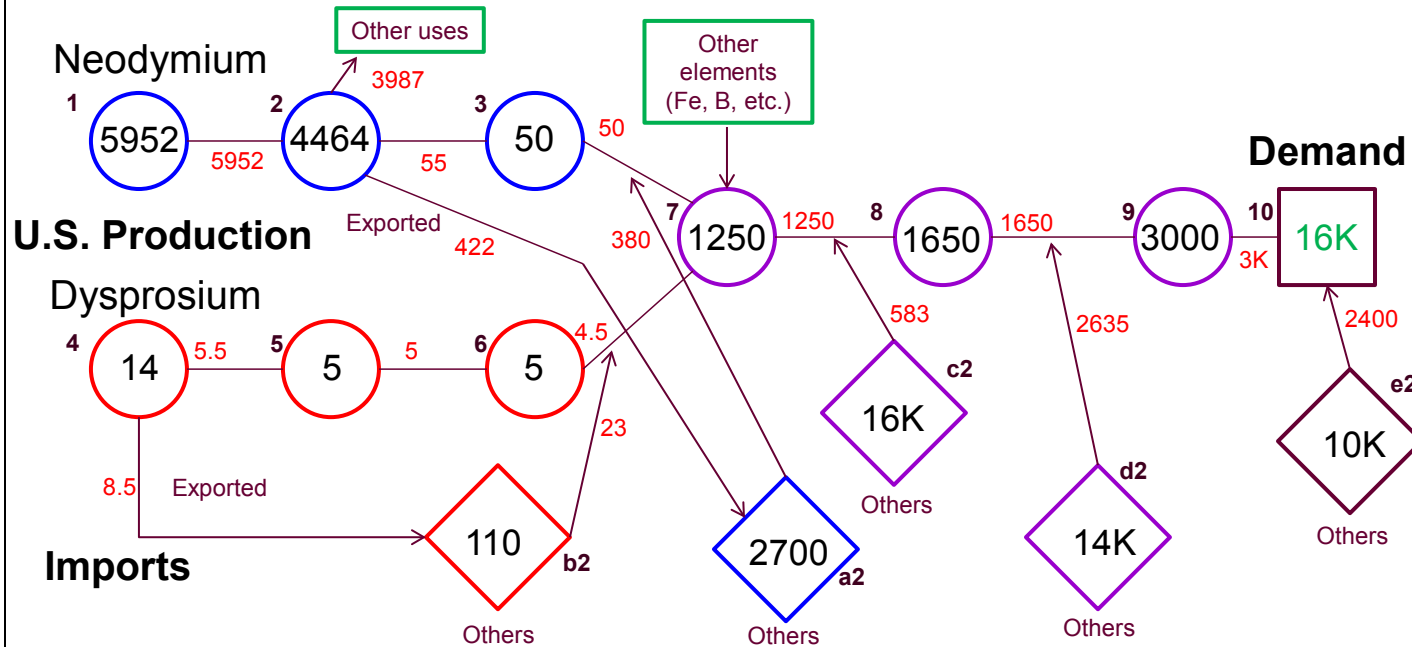 Other uses
Other
elements
(Fe, B, etc.)
Neodymium
3987
1
2
3
5952
4464
50
50
5952
55
Demand
7
8
9
10
1250
1250
1650
1650
3000
16K
3K
Exported
422
380
U.S. Production
Dysprosium
583
2635
2400
4
5.5
5
5
6
4.5
14
5
5
c2
e2
16K
10K
23
8.5
Exported
d2
Others
Others
110
b2
2700
a2
14K
Imports
Others
Others
Others